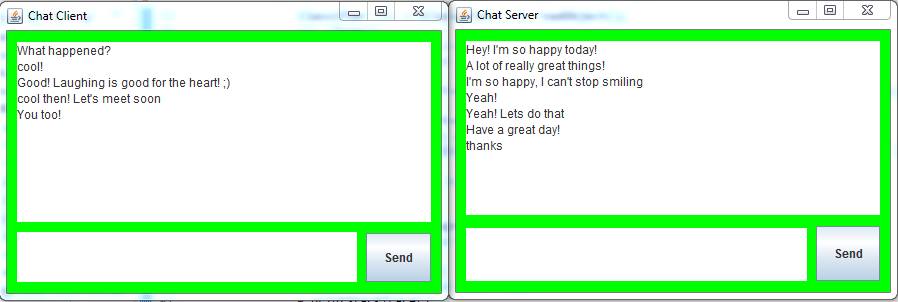 Chat Client
What happened?
cool!
Good! Laughing is good for the heart! ;)
cool then! Let's meet soon
You too!
Send
Chat Server
Hey! I'm so happy today!
A lot of really great things!
I'm so happy, I can't stop smiling
Yeah!
Yeah! Lets do that
Have a great day!
thanks
Send